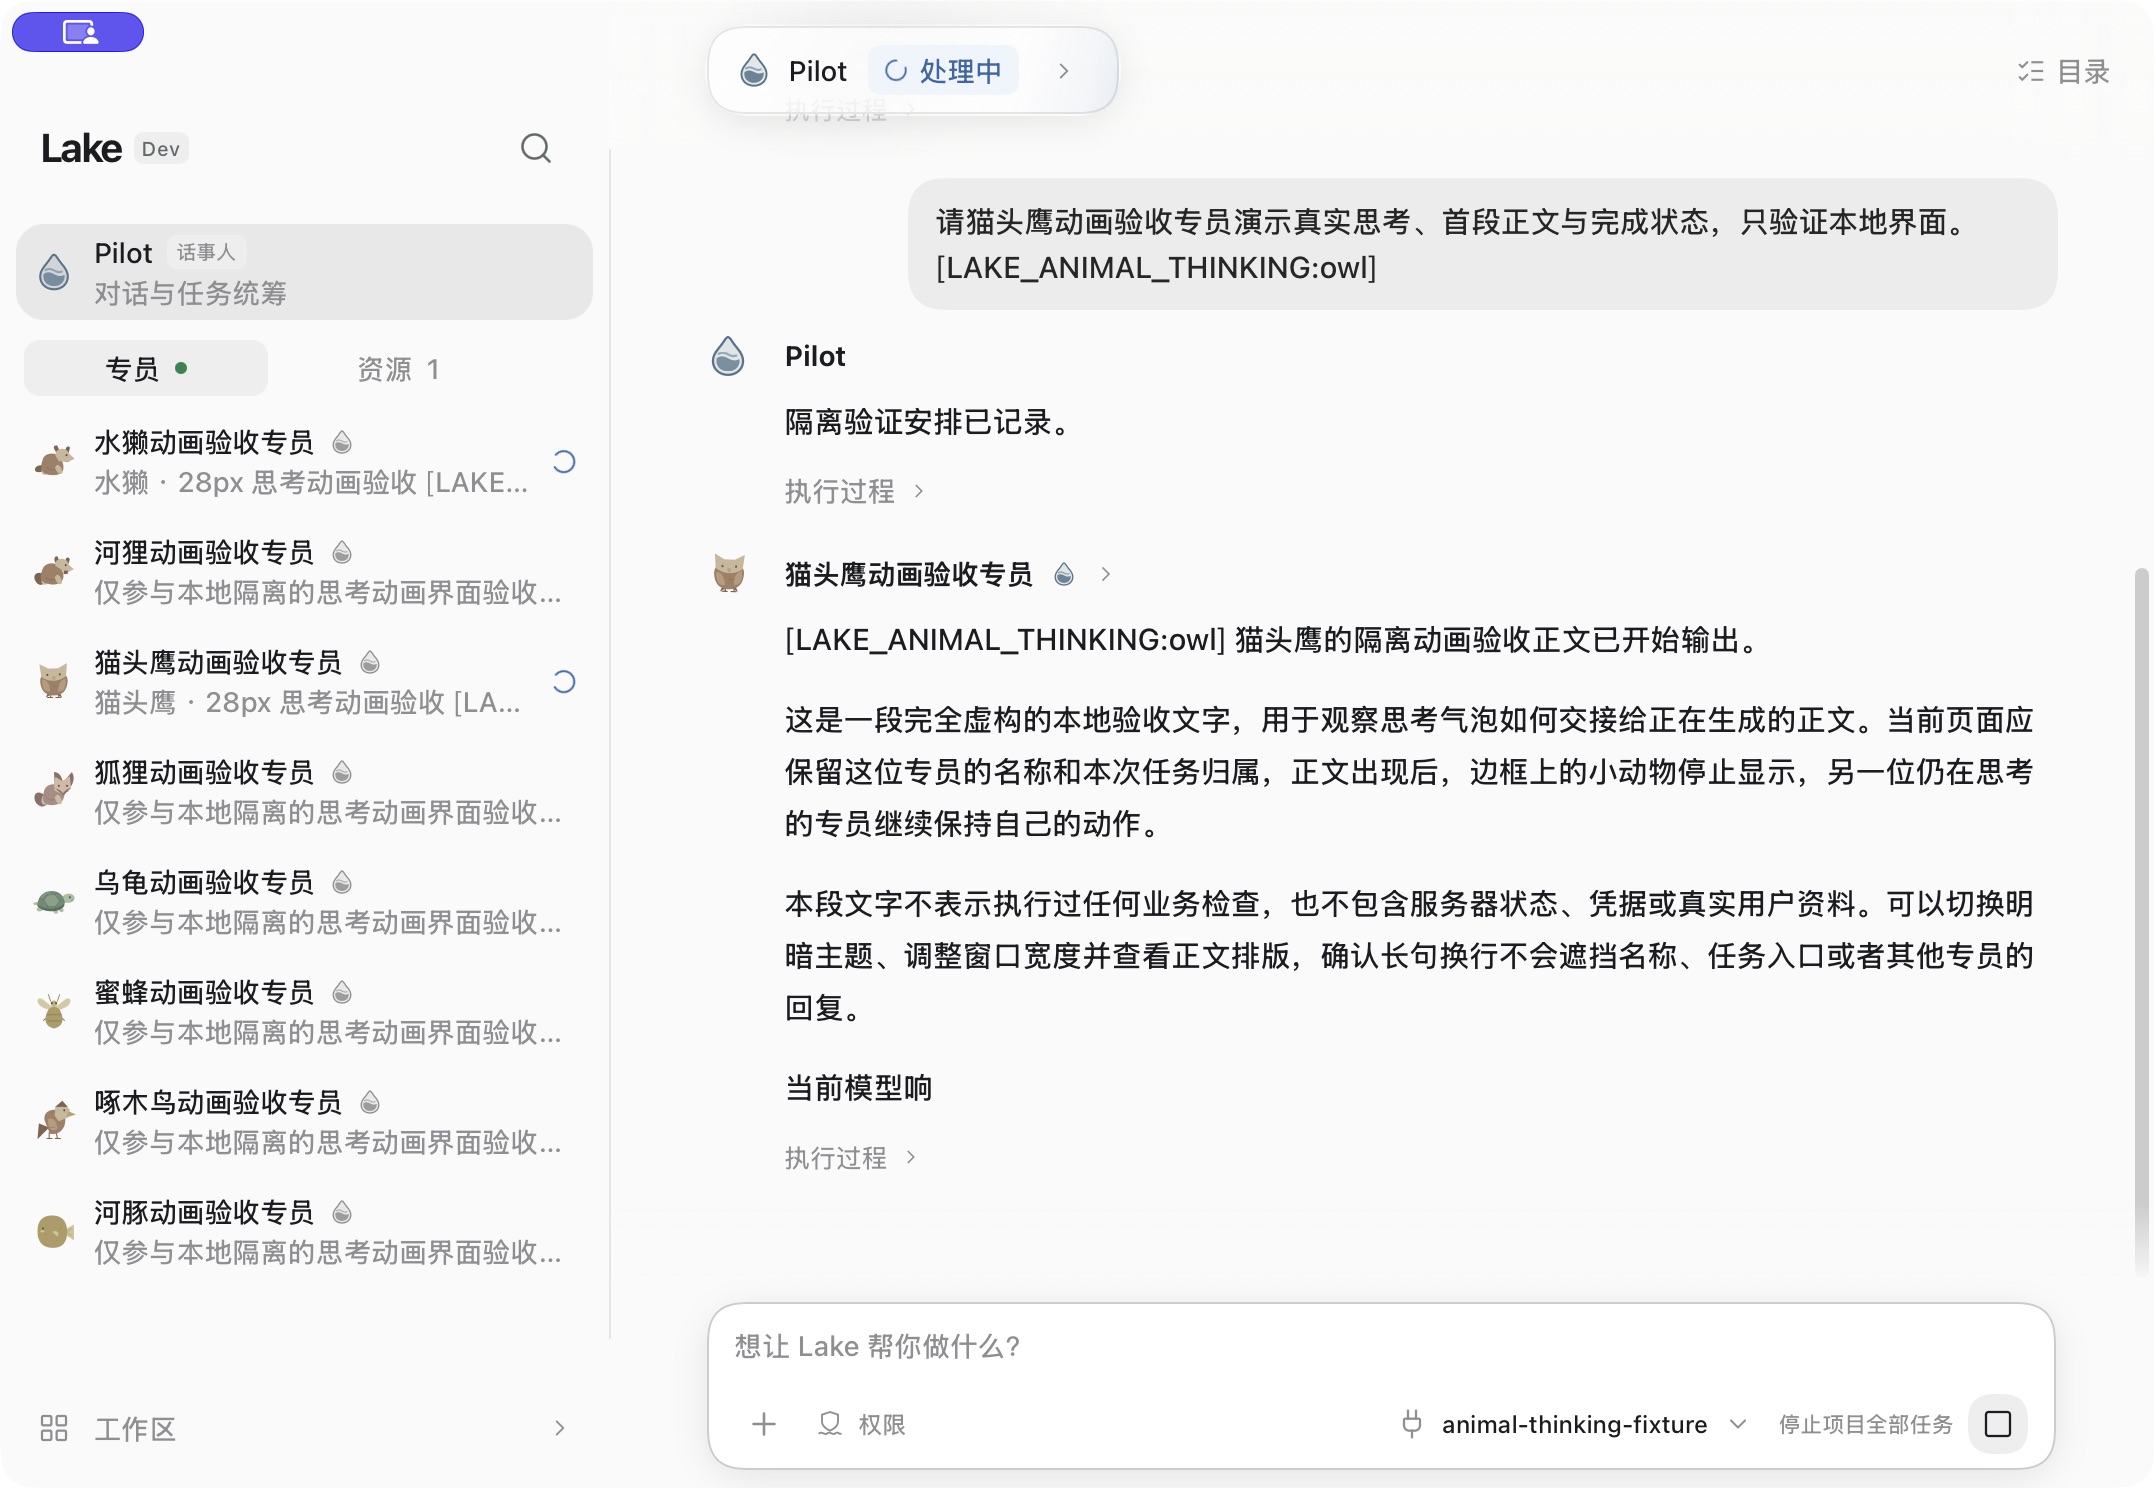 Lake Dev
Pilot 话事人
对话与任务统筹
专员
资源 1
水獭动画验收专员
水獭 · 28px 思考动画验收 [LAKE...
河狸动画验收专员
仅参与本地隔离的思考动画界面验收...
猫头鹰动画验收专员
猫头鹰 · 28px 思考动画验收 [LA...
狐狸动画验收专员
仅参与本地隔离的思考动画界面验收...
乌龟动画验收专员
仅参与本地隔离的思考动画界面验收...
蜜蜂动画验收专员
仅参与本地隔离的思考动画界面验收...
啄木鸟动画验收专员
仅参与本地隔离的思考动画界面验收...
河豚动画验收专员
仅参与本地隔离的思考动画界面验收...
工作区
Pilot 处理中
执行过程
目录
请猫头鹰动画验收专员演示真实思考、首段正文与完成状态，只验证本地界面。
[LAKE_ANIMAL_THINKING:owl]
Pilot
隔离验证安排已记录。
执行过程
猫头鹰动画验收专员
[LAKE_ANIMAL_THINKING:owl] 猫头鹰的隔离动画验收正文已开始输出。
这是一段完全虚构的本地验收文字，用于观察思考气泡如何交接给正在生成的正文。当前页面应
保留这位专员的名称和本次任务归属，正文出现后，边框上的小动物停止显示，另一位仍在思考
的专员继续保持自己的动作。
本段文字不表示执行过任何业务检查，也不包含服务器状态、凭据或真实用户资料。可以切换明
暗主题、调整窗口宽度并查看正文排版，确认长句换行不会遮挡名称、任务入口或者其他专员的
回复。
当前模型响
执行过程
想让 Lake 帮你做什么?
权限
animal-thinking-fixture
停止项目全部任务